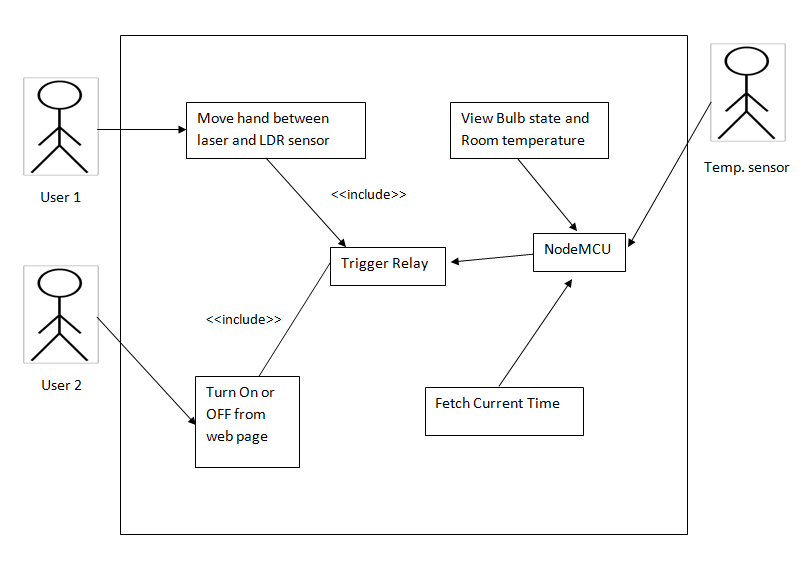 Move hand between
laser and LDR sensor
View Bulb state and
Room temperature
Temp. sensor
User 1
<<include>>
NodeMCU
Trigger Relay
<<include>>
User 2
Turn On or
OFF from
web page
Fetch Current Time